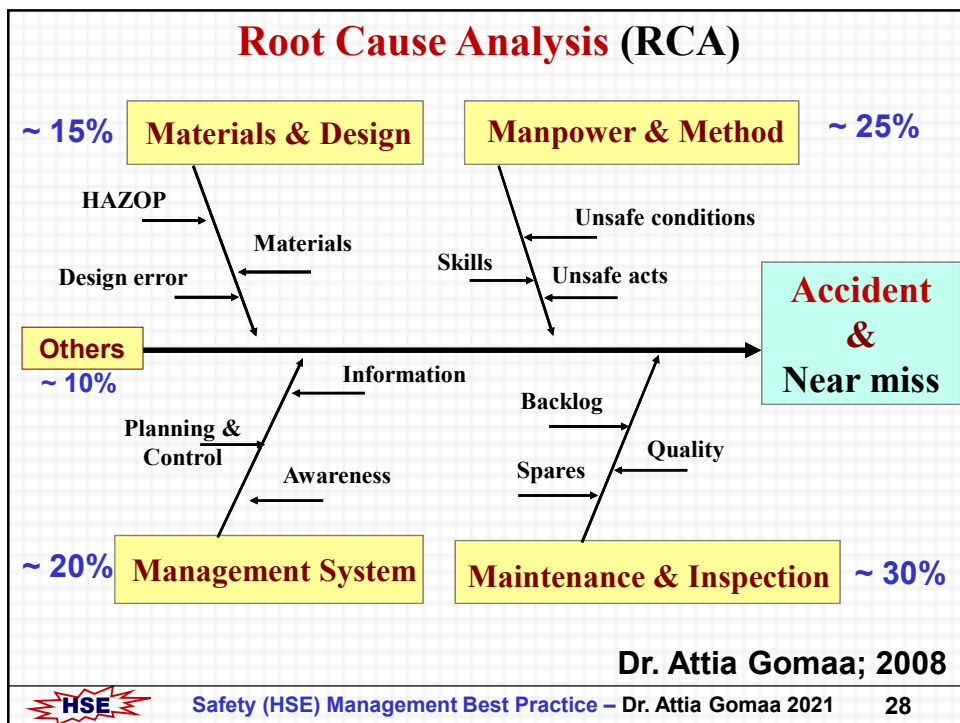 Root Cause Analysis (RCA)
~ 15%
Materials & Design
Manpower & Method
~ 25%
HAZOP
Materials
Design error
Unsafe conditions
Skills
Unsafe acts
Accident
&
Near miss
Others
~ 10%
Information
Planning &
Control
Awareness
Backlog
Quality
Spares
~ 20%
Management System
Maintenance & Inspection
~ 30%
Dr. Attia Gomaa; 2008
HSE
Safety (HSE) Management Best Practice – Dr. Attia Gomaa 2021
28